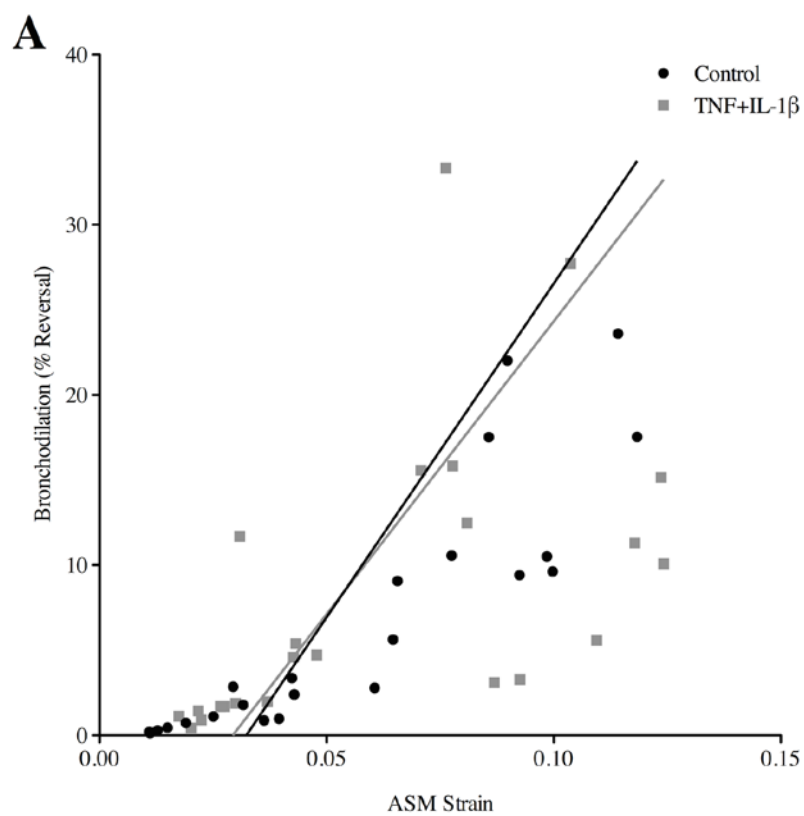 A
40
Control
TNF+IL-1β
30
20
10
0
Bronchodilation (% Reversal)
0.00
0.05
0.10
0.15
ASM Strain